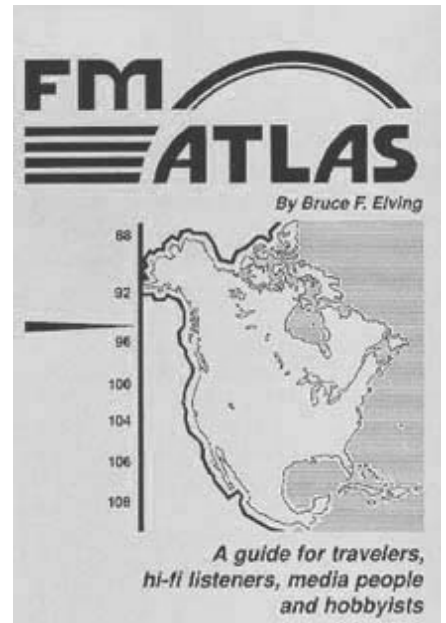 FM
ATLAS
By Bruce F. Elving
88
92
96
100
104
106
108
A guide for travelers,
hi-fi listeners, media people
and hobbyists